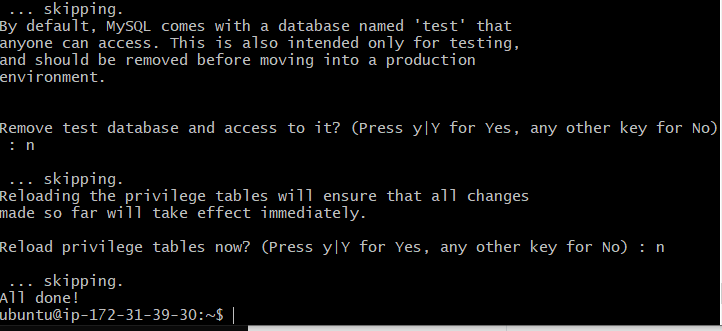 ... skipping.
By default, MySQL comes with a database named 'test' that
anyone can access. This is also intended only for testing,
and should be removed before moving into a production
environment.
Remove test database and access to it? (Press y|Y for Yes, any other key for No)
: n
... skipping.
Reloading the privilege tables will ensure that all changes
made so far will take effect immediately.
Reload privilege tables now? (Press y|Y for Yes, any other key for No) : n
... skipping.
All done!
ubuntu@ip-172-31-39-30:~$